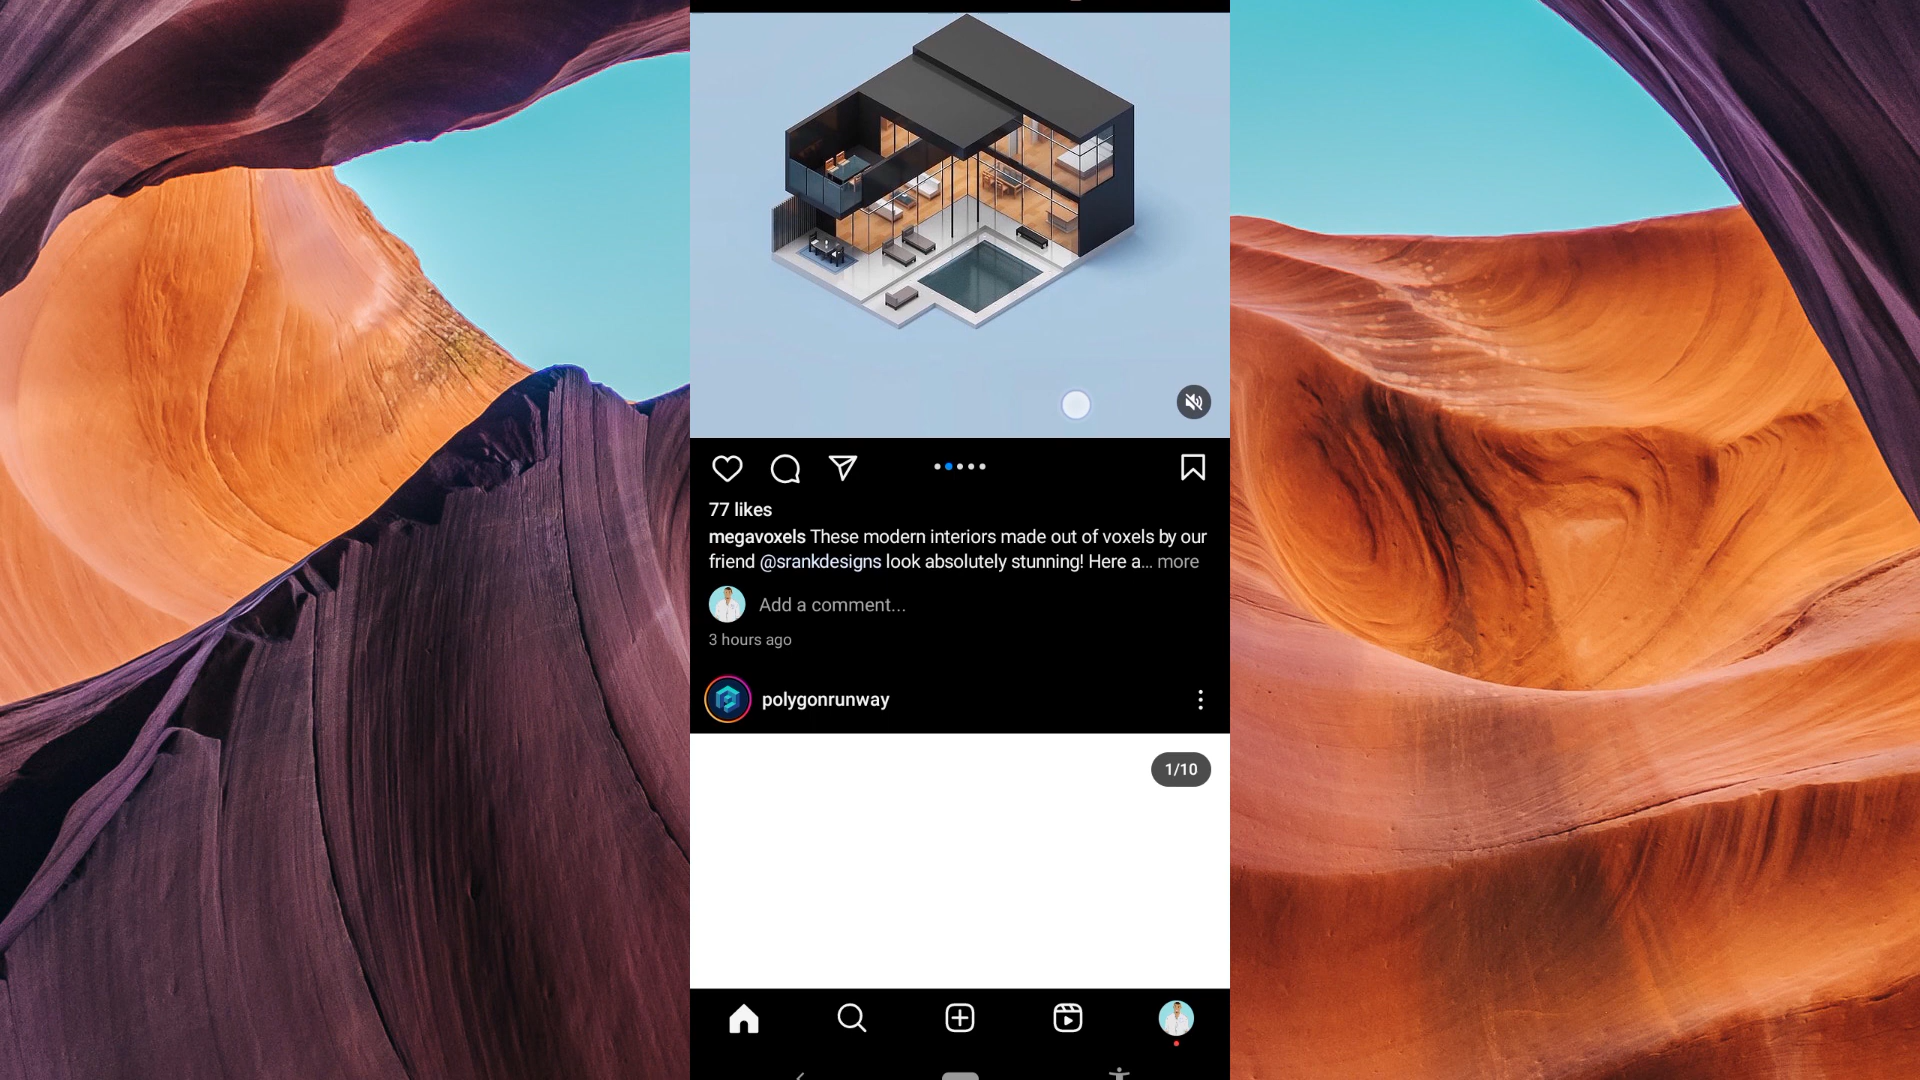 77 likes
megavoxels These modern interiors made out of voxels by our
friend @srankdesigns look absolutely stunning! Here a... more
Add a comment...
3 hours ago
polygonrunway
1/10